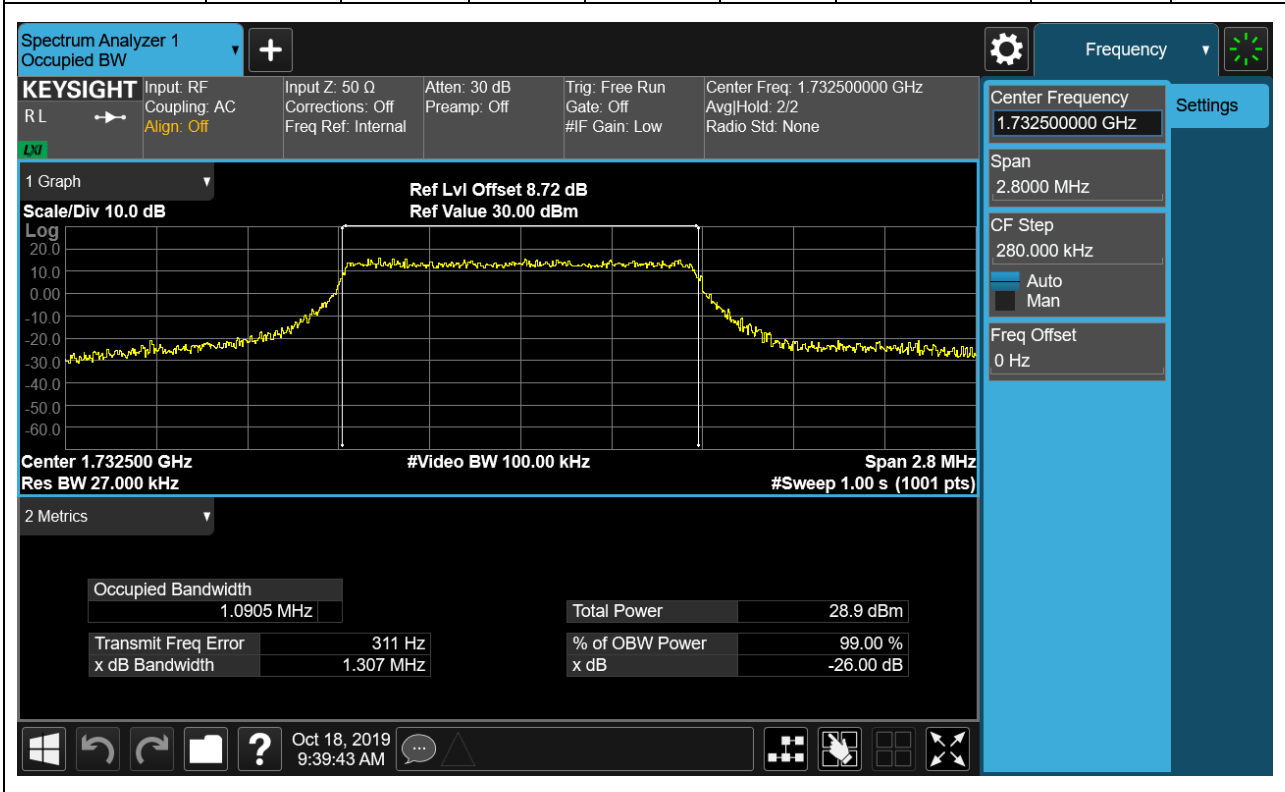 Spectrum Analyzer 1
Occupied BW
+
Frequency
KEYSIGHT
R L
LXI
Input: RF
Coupling: AC
Align: Off
Input Z: 50 Ω
Corrections: Off
Freq Ref: Internal
Atten: 30 dB
Preamp: Off
Trig: Free Run
Gate: Off
#IF Gain: Low
Center Freq: 1.732500000 GHz
Avg|Hold: 2/2
Radio Std: None
Center Frequency
1.732500000 GHz
Settings
Span
2.8000 MHz
CF Step
280.000 kHz
Auto
Man
Freq Offset
0 Hz
1 Graph
Scale/Div 10.0 dB
Ref Lvl Offset 8.72 dB
Ref Value 30.00 dBm
Log
20.0
10.0
0.00
-10.0
-20.0
-30.0
-40.0
-50.0
-60.0
Center 1.732500 GHz
#Video BW 100.00 kHz
Span 2.8 MHz
Res BW 27.000 kHz
#Sweep 1.00 s (1001 pts)
2 Metrics
Occupied Bandwidth
1.0905 MHz
Total Power 28.9 dBm
Transmit Freq Error 311 Hz
% of OBW Power 99.00 %
x dB Bandwidth 1.307 MHz
x dB -26.00 dB
?
Oct 18, 2019
9:39:43 AM